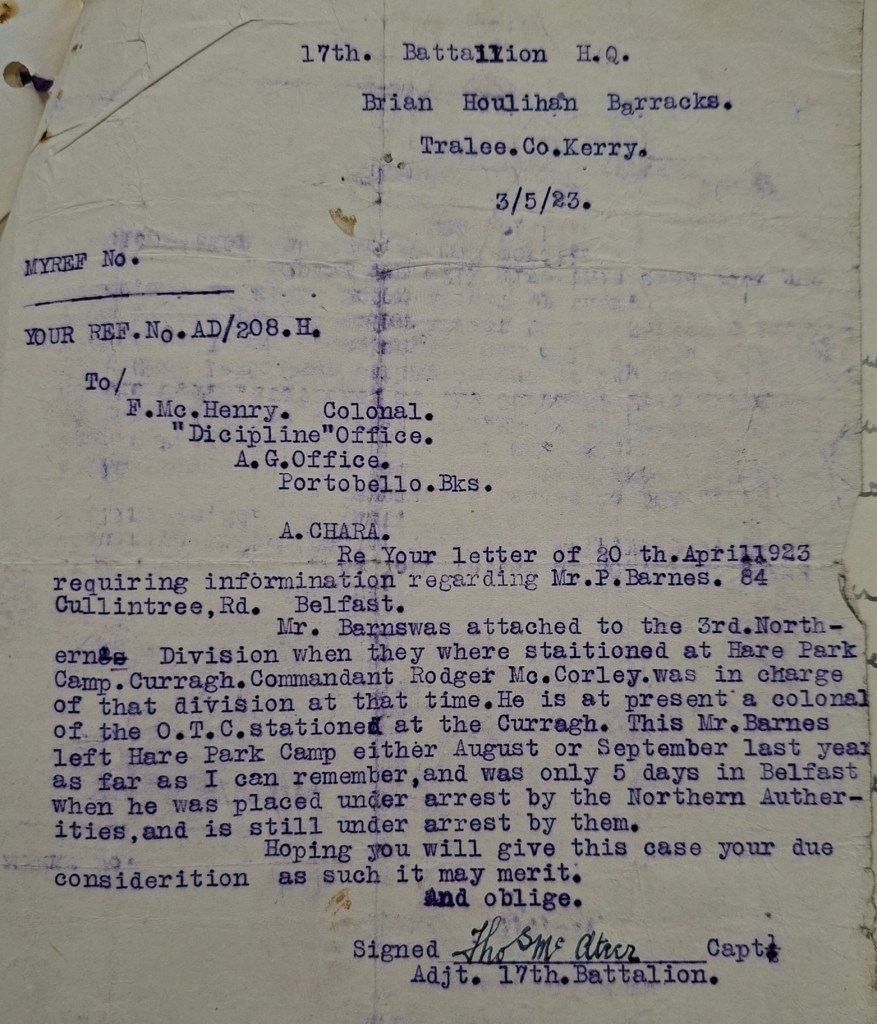 17th. Battallion H.Q.
Brian Houlihan Barracks.
Tralee.Co.Kerry.
3/5/23.
MYREF No.
YOUR REF.No.AD/208.H.
To/
F.Mc.Henry. Colonal.
"Dicipline"Office.
A.G.Office.
Portobello.Bks.
A.CHARA.
Re Your letter of 20 th.April1923
requiring informination regarding Mr.P.Barnes. 84
Cullintree,Rd. Belfast.
Mr. Barnswas attached to the 3rd.North-
ern Division when they where staitioned at Hare Park
Camp.Curragh.Commandant Rodger Mc.Corley.was in charge
of that division at that time.He is at present a colonal
of the O.T.C.stationed at the Curragh. This Mr.Barnes
left Hare Park Camp either August or September last year
as far as I can remember,and was only 5 days in Belfast
when he was placed under arrest by the Northern Auther-
ities,and is still under arrest by them.
Hoping you will give this case your due
considerition as such it may merit.
And oblige.
Signed Thos Mc Ateer Capt.
Adjt. 17th.Battalion.